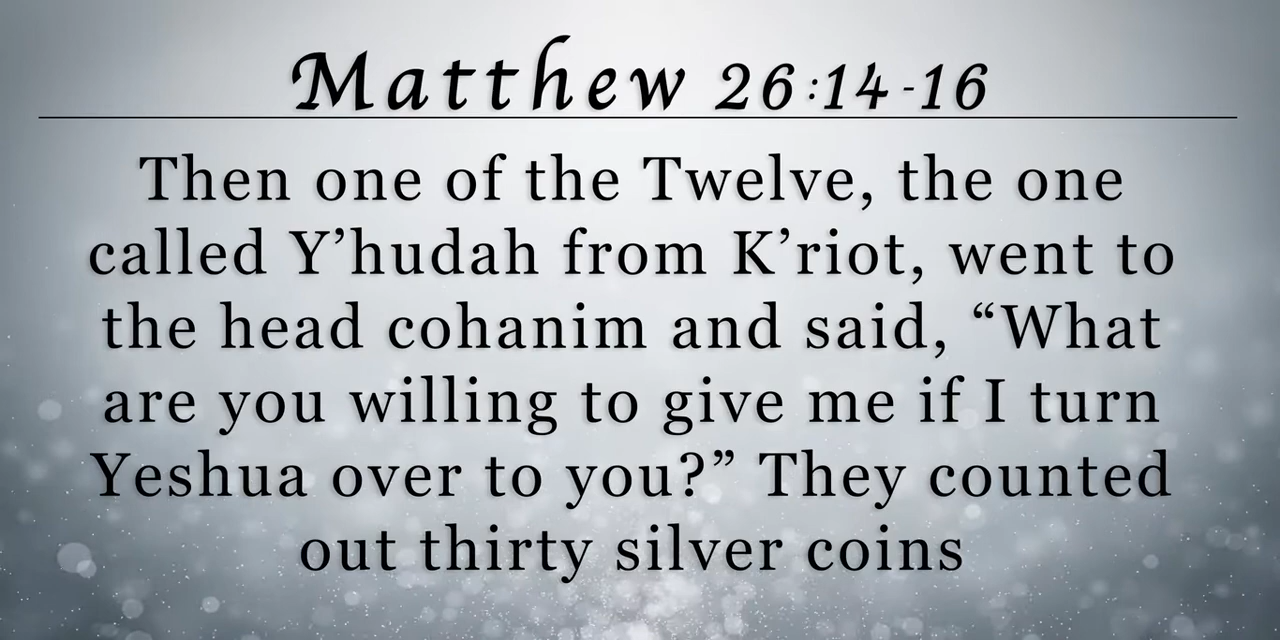 Matthew 26:14-16
Then one of the Twelve, the one
called Y’hudah from K’riot, went to
the head cohanim and said, “What
are you willing to give me if I turn
Yeshua over to you?” They counted
out thirty silver coins